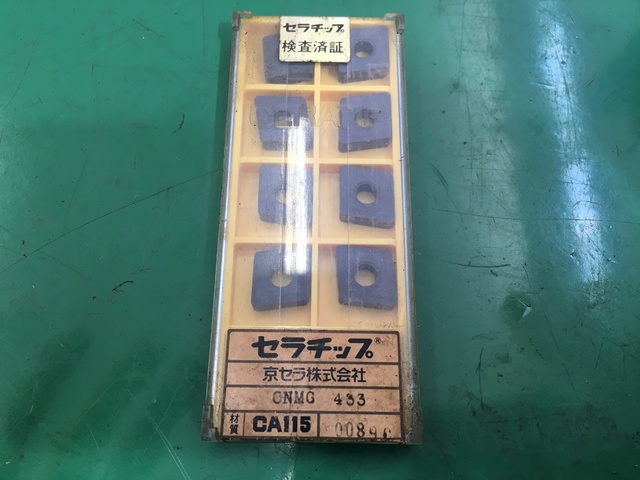 セラチップ
検査済証
セラチップ®
京セラ株式会社
CNMG 433
材質 CA115